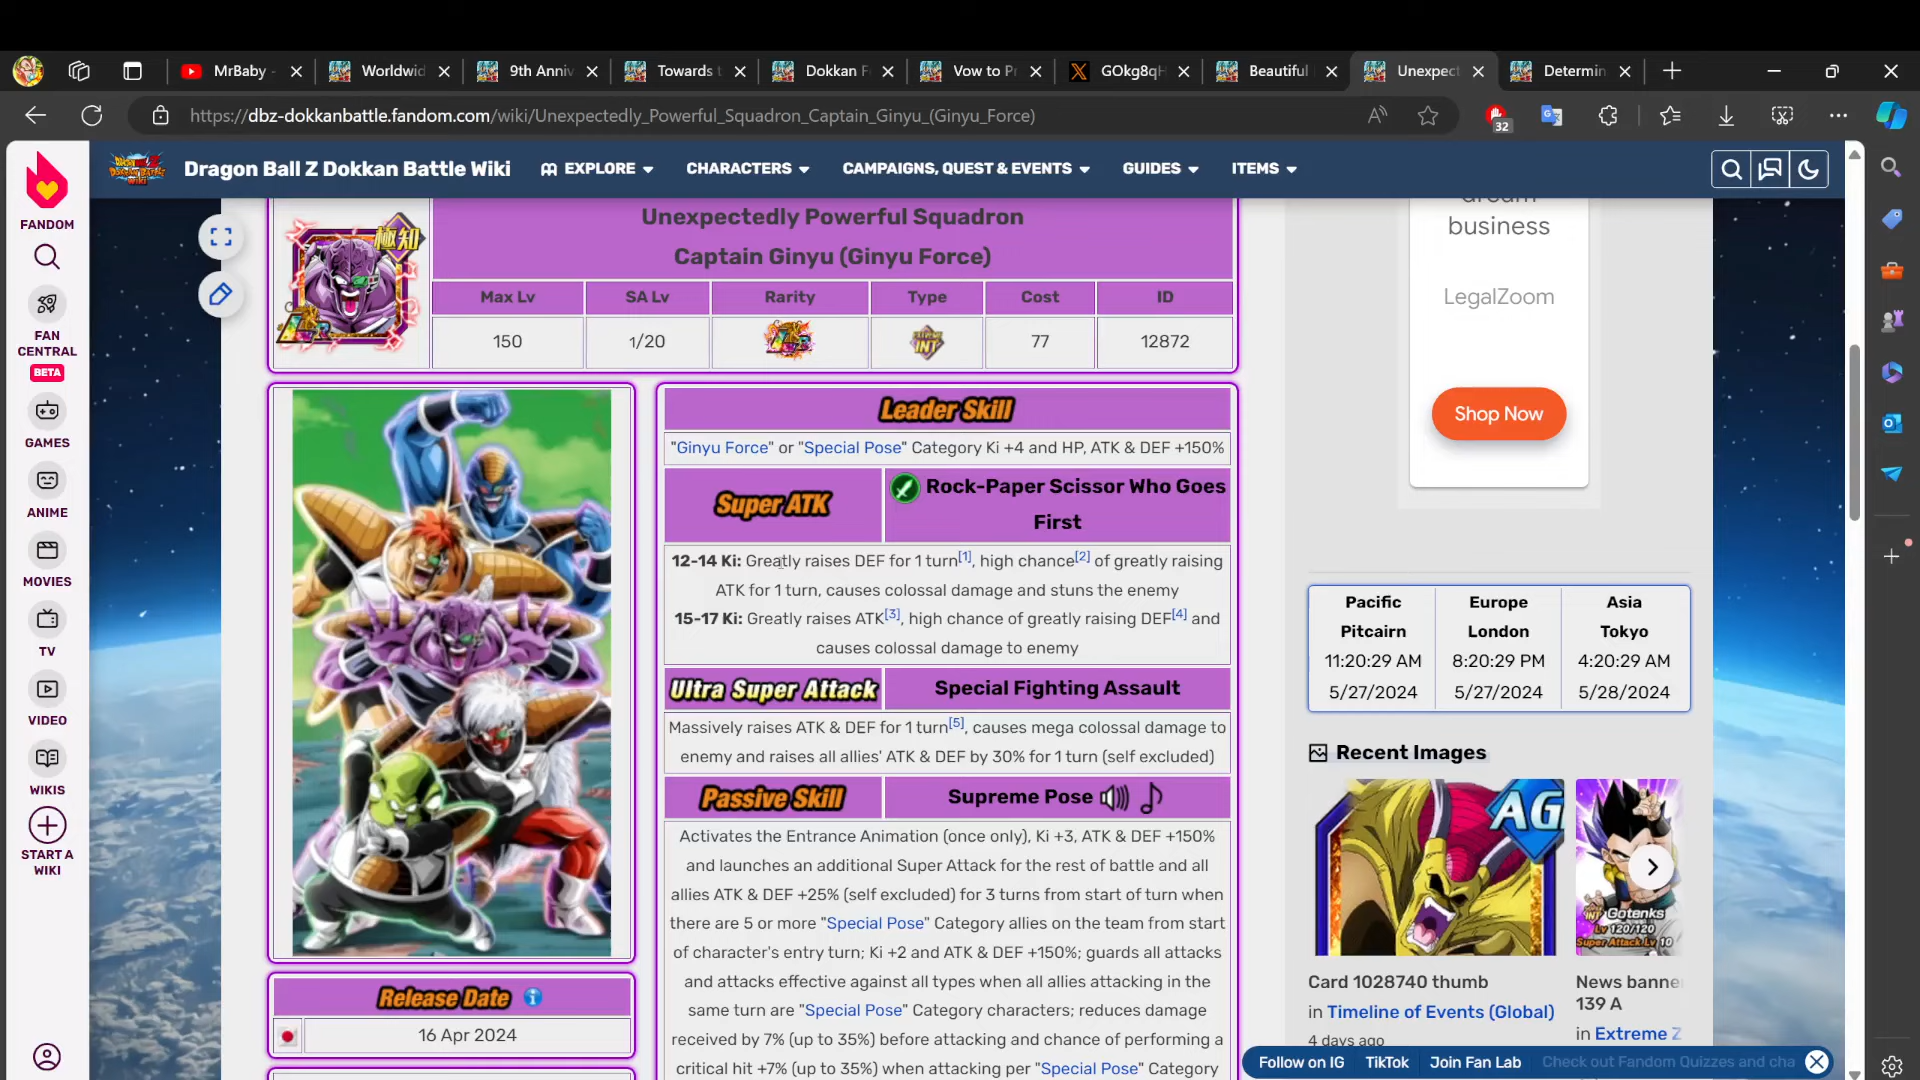 MrBaby -
Worldwid
9th Anniv
Towards t
Dokkan F
Vow to Pr
GOkg8qH
Beautiful
Unexpect
Determin
https://dbz-dokkanbattle.fandom.com/wiki/Unexpectedly_Powerful_Squadron_Captain_Ginyu_(Ginyu_Force)
32
FANDOM
FAN CENTRAL
BETA
GAMES
ANIME
MOVIES
TV
VIDEO
WIKIS
START A WIKI
Dragon Ball Z Dokkan Battle Wiki
EXPLORE
CHARACTERS
CAMPAIGNS, QUEST & EVENTS
GUIDES
ITEMS
極知
LR
Unexpectedly Powerful Squadron
Captain Ginyu (Ginyu Force)
Max Lv SA Lv Rarity Type Cost ID
150 1/20 LR INT 77 12872
Leader Skill
"Ginyu Force" or "Special Pose" Category Ki +4 and HP, ATK & DEF +150%
Super ATK
Rock-Paper Scissor Who Goes
First
12-14 Ki: Greatly raises DEF for 1 turn[1], high chance[2] of greatly raising
ATK for 1 turn, causes colossal damage and stuns the enemy
15-17 Ki: Greatly raises ATK[3], high chance of greatly raising DEF[4] and
causes colossal damage to enemy
Ultra Super Attack
Special Fighting Assault
Massively raises ATK & DEF for 1 turn[5], causes mega colossal damage to
enemy and raises all allies' ATK & DEF by 30% for 1 turn (self excluded)
Passive Skill
Supreme Pose
Activates the Entrance Animation (once only), Ki +3, ATK & DEF +150%
and launches an additional Super Attack for the rest of battle and all
allies ATK & DEF +25% (self excluded) for 3 turns from start of turn when
there are 5 or more "Special Pose" Category allies on the team from start
of character's entry turn; Ki +2 and ATK & DEF +150%; guards all attacks
and attacks effective against all types when all allies attacking in the
same turn are "Special Pose" Category characters; reduces damage
received by 7% (up to 35%) before attacking and chance of performing a
critical hit +7% (up to 35%) when attacking per "Special Pose" Category
Release Date
16 Apr 2024
dream
business
LegalZoom
Shop Now
Pacific Europe Asia
Pitcairn London Tokyo
11:20:29 AM 8:20:29 PM 4:20:29 AM
5/27/2024 5/27/2024 5/28/2024
Recent Images
AG
Gotenks
Lv 120/120
Super Attack Lv 10
Card 1028740 thumb
in Timeline of Events (Global)
4 days ago
News banne
139 A
in Extreme Z
Follow on IG
TikTok
Join Fan Lab
Check out Fandom Quizzes and cha